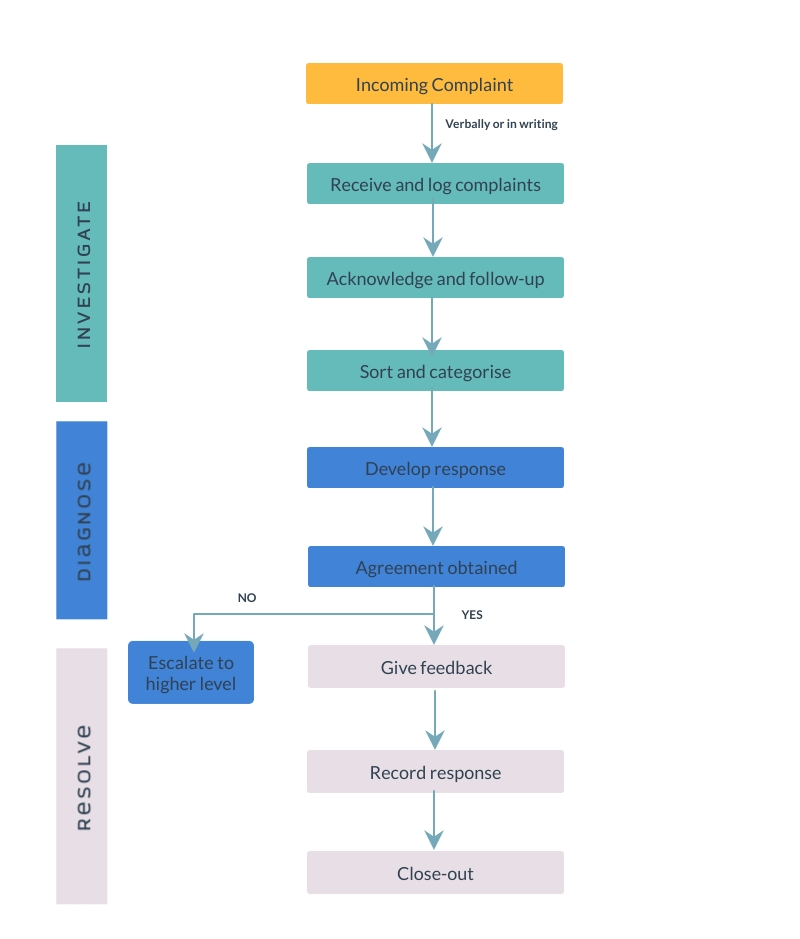 Incoming Complaint
Verbally or in writing
INVESTIGATE
Receive and log complaints
Acknowledge and follow-up
Sort and categorise
DIAGNOSE
Develop response
Agreement obtained
NO
YES
RESOLVE
Escalate to
higher level
Give feedback
Record response
Close-out